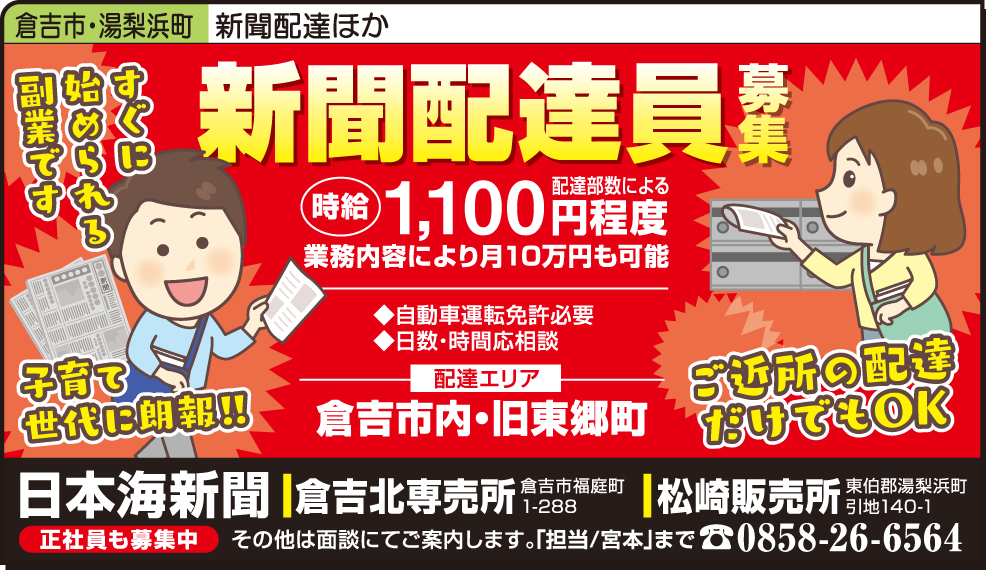 倉吉市・湯梨浜町
新聞配達ほか
すぐに
始められる
副業です
新聞配達員
募集
時給
1,100円程度
配達部数による
業務内容により月10万円も可能
◆自動車運転免許必要
◆日数・時間応相談
配達エリア
倉吉市内・旧東郷町
新聞
子育て
世代に朗報!!
ご近所の配達
だけでもOK
日本海新聞
倉吉北専売所
倉吉市福庭町
1-288
松崎販売所
東伯郡湯梨浜町
引地140-1
正社員も募集中
その他は面談にてご案内します。「担当/宮本」まで
☎0858-26-6564